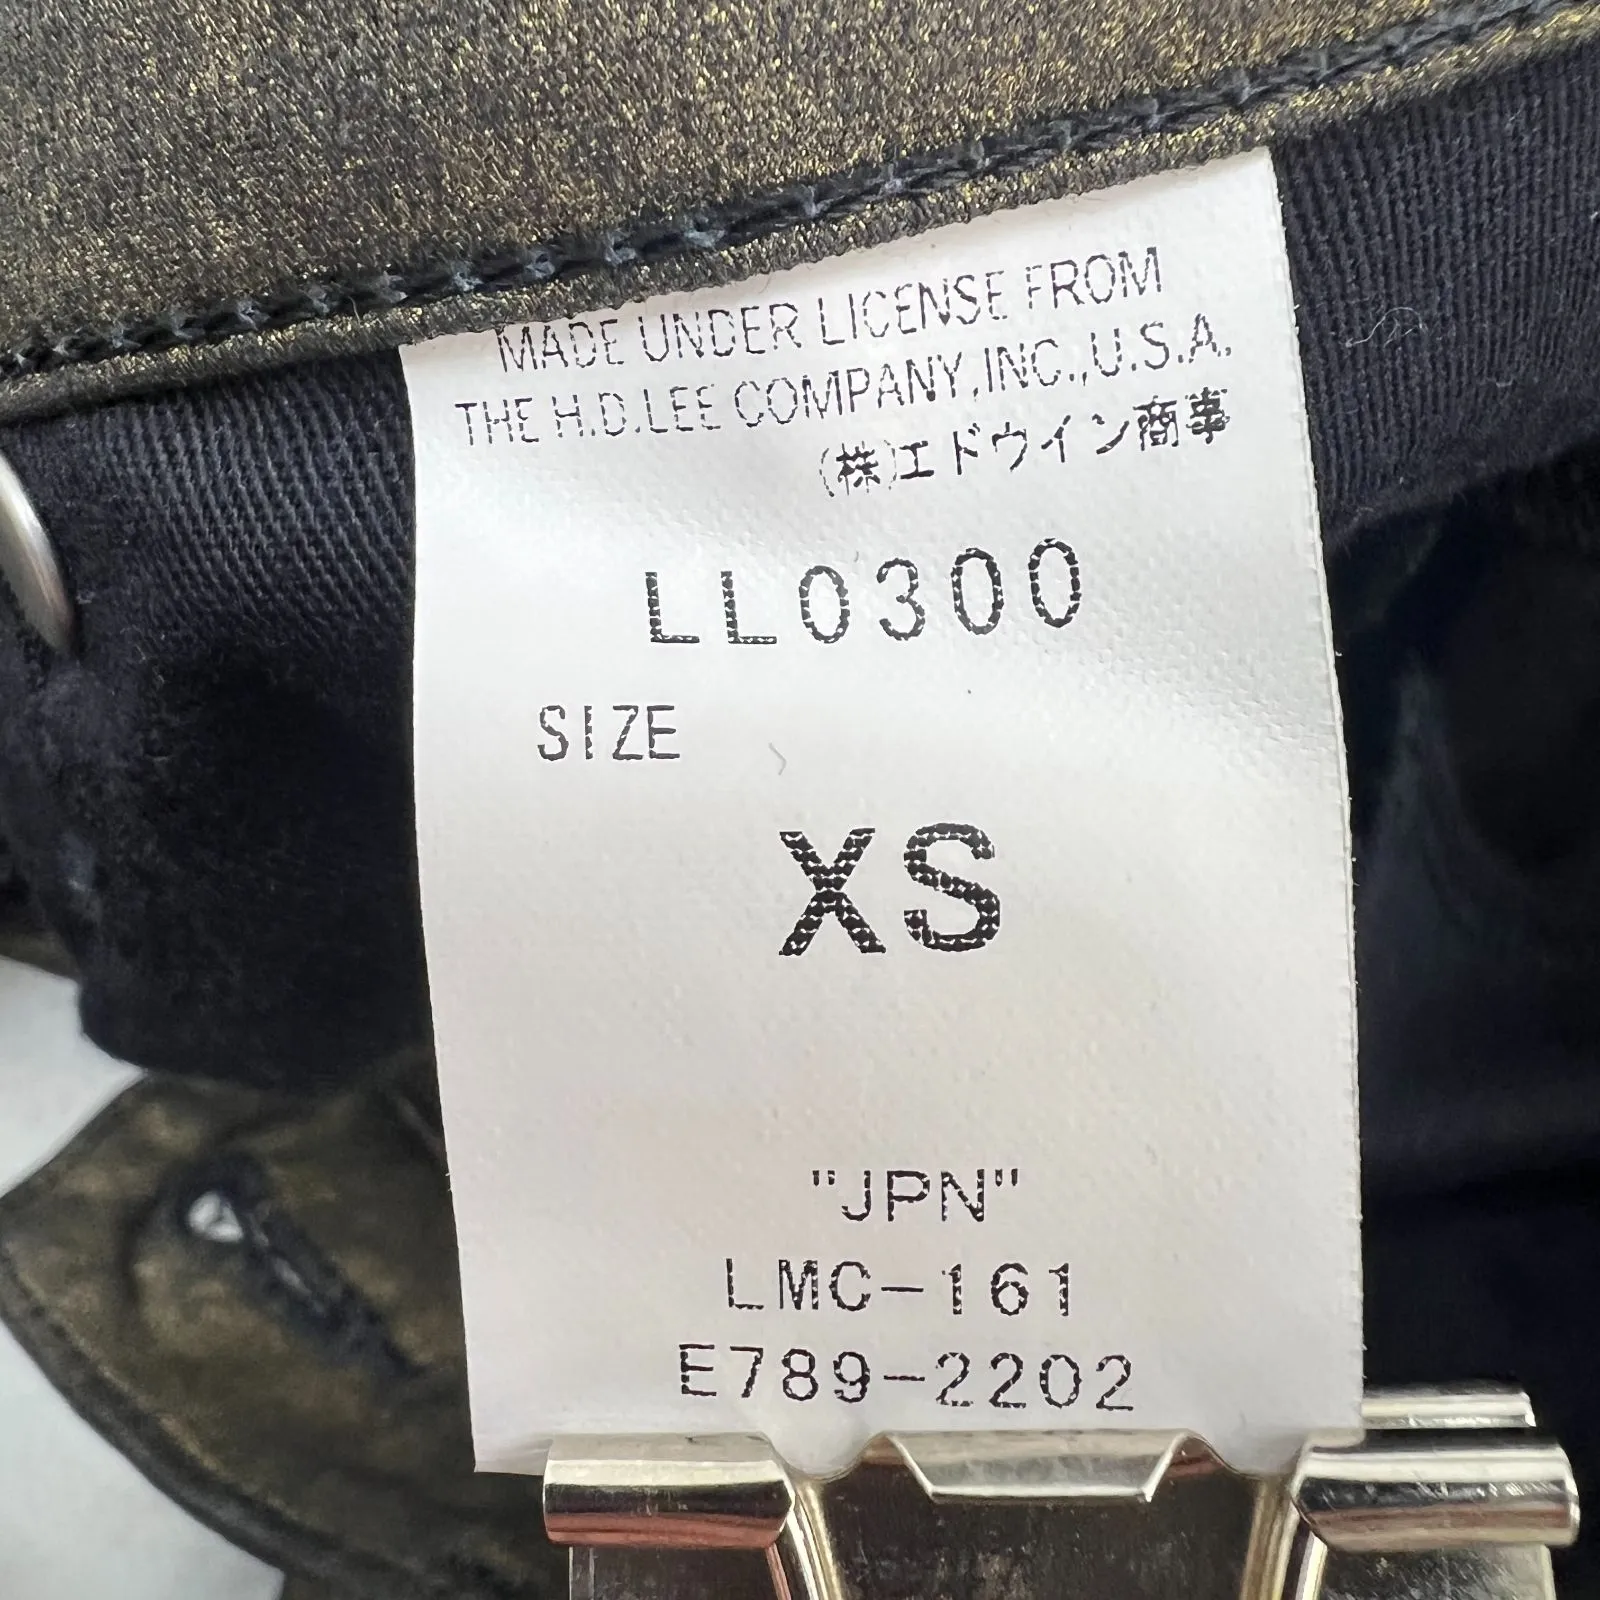 MADE UNDER LICENSE FROM
THE H.D.LEE COMPANY,INC.,U.S.A.
(株)エドウイン商事
LL0300
SIZE
XS
"JPN"
LMC-161
E789-2202